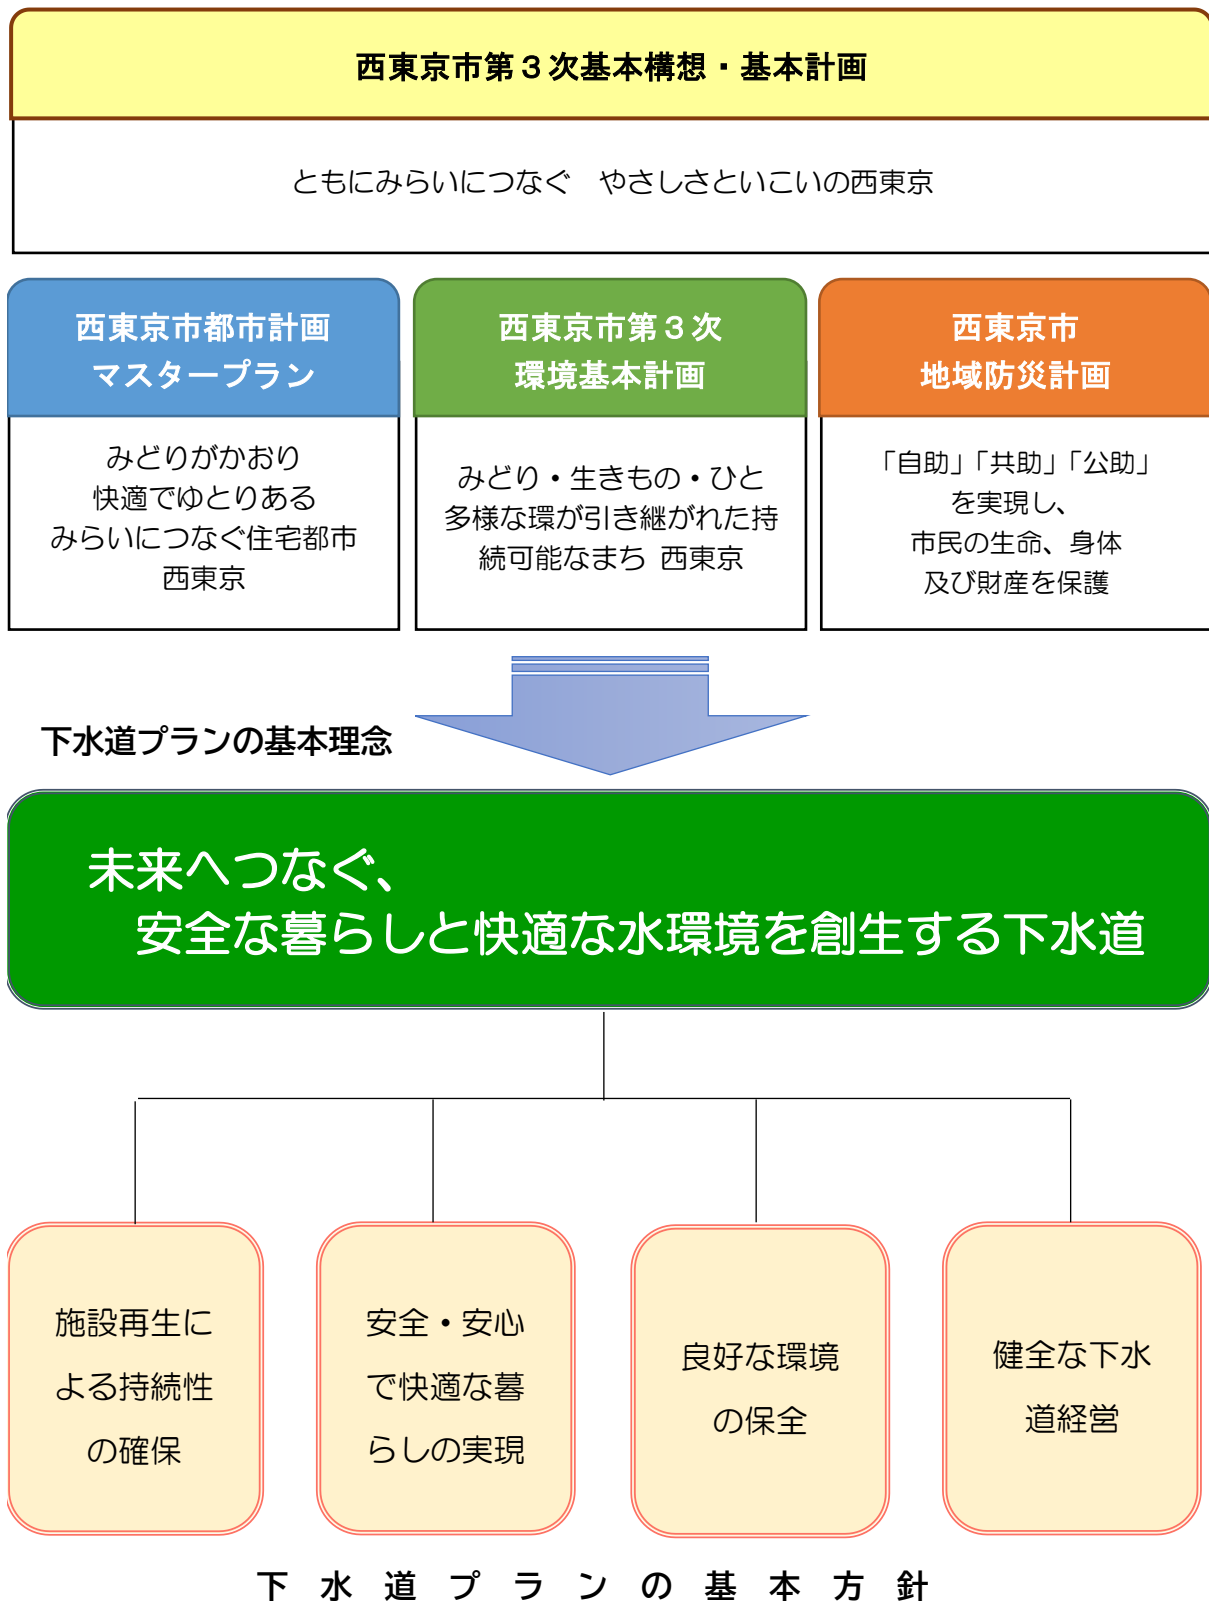 西東京市第３次基本構想・基本計画
ともにみらいにつなぐ　やさしさといこいの西東京
西東京市都市計画
マスタープラン
みどりがかおり
快適でゆとりある
みらいにつなぐ住宅都市
西東京
西東京市第３次
環境基本計画
みどり・生きもの・ひと
多様な環が引き継がれた持
続可能なまち 西東京
西東京市
地域防災計画
「自助」「共助」「公助」
を実現し、
市民の生命、身体
及び財産を保護
下水道プランの基本理念
未来へつなぐ、
安全な暮らしと快適な水環境を創生する下水道
施設再生に
よる持続性
の確保
安全・安心
で快適な暮
らしの実現
良好な環境
の保全
健全な下水
道経営
下水道プランの基本方針